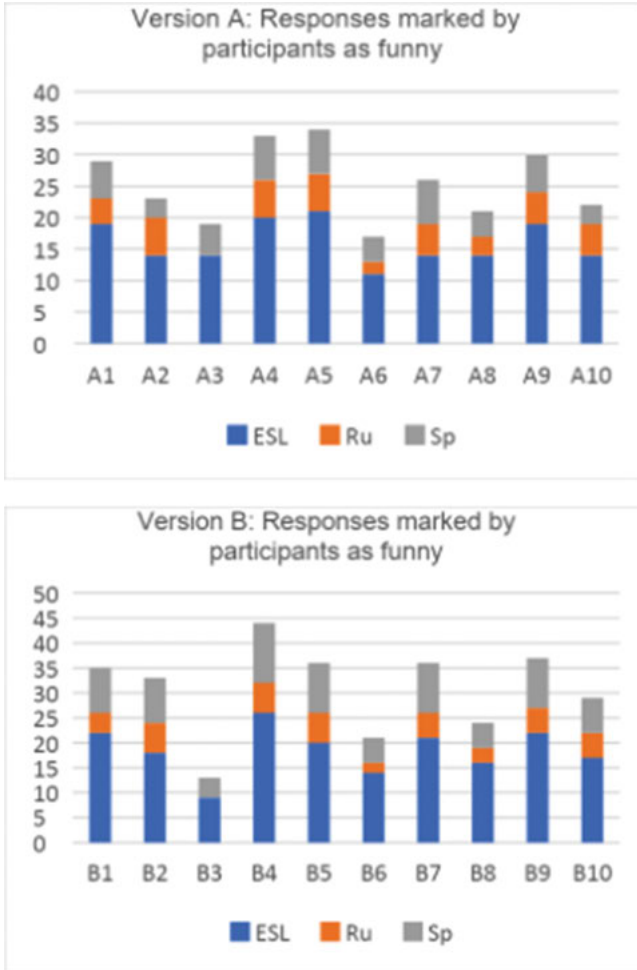 Version A: Responses marked by
participants as funny
40
35
30
25
20
15
10
5
0
A1 A2 A3 A4 A5 A6 A7 A8 A9 A10
ESL Ru Sp
Version B: Responses marked by
participants as funny
50
45
40
35
30
25
20
15
10
5
0
B1 B2 B3 B4 B5 B6 B7 B8 B9 B10
ESL Ru Sp